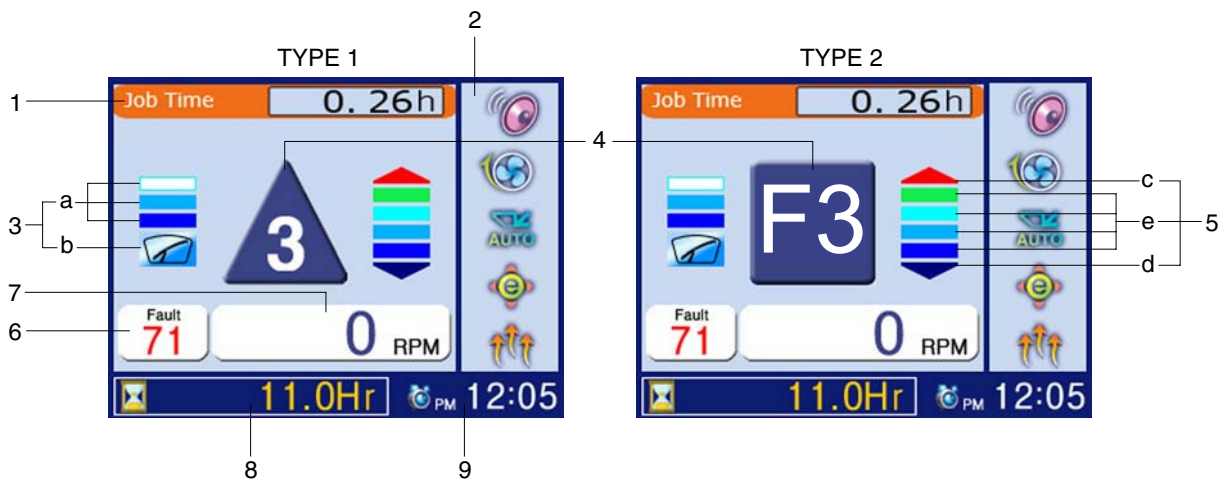 2
TYPE 1
TYPE 2
1
Job Time 0. 26h
Job Time 0. 26h
4
3
a
b
3
F3
AUTO
AUTO
c
e
d
5
7
6
Fault
71
0 RPM
Fault
71
0 RPM
e
e
11.0Hr PM 12:05
11.0Hr PM 12:05
8
9